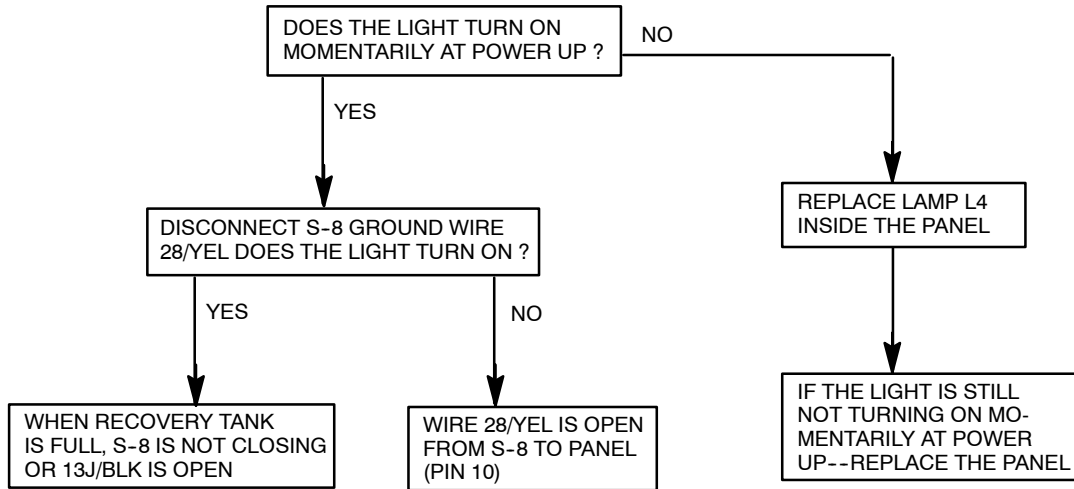 DOES THE LIGHT TURN ON
MOMENTARILY AT POWER UP ?
NO
YES
REPLACE LAMP L4
INSIDE THE PANEL
DISCONNECT S-8 GROUND WIRE
28/YEL DOES THE LIGHT TURN ON ?
YES
NO
WHEN RECOVERY TANK
IS FULL, S-8 IS NOT CLOSING
OR 13J/BLK IS OPEN
WIRE 28/YEL IS OPEN
FROM S-8 TO PANEL
(PIN 10)
IF THE LIGHT IS STILL
NOT TURNING ON MO-
MENTARILY AT POWER
UP--REPLACE THE PANEL